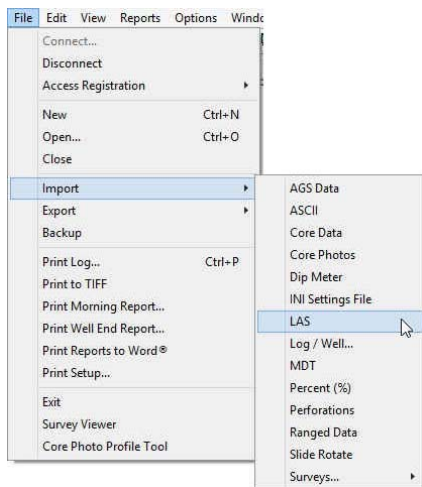 File Edit View Reports Options
Connect...
Disconnect
Access Registration
New Ctrl+N
Open... Ctrl+O
Close
Import
Export
Backup
Print Log... Ctrl+P
Print to TIFF
Print Morning Report...
Print Well End Report...
Print Reports to Word®
Print Setup...
Exit
Survey Viewer
Core Photo Profile Tool
AGS Data
ASCII
Core Data
Core Photos
Dip Meter
INI Settings File
LAS
Log / Well...
MDT
Percent (%)
Perforations
Ranged Data
Slide Rotate
Surveys...